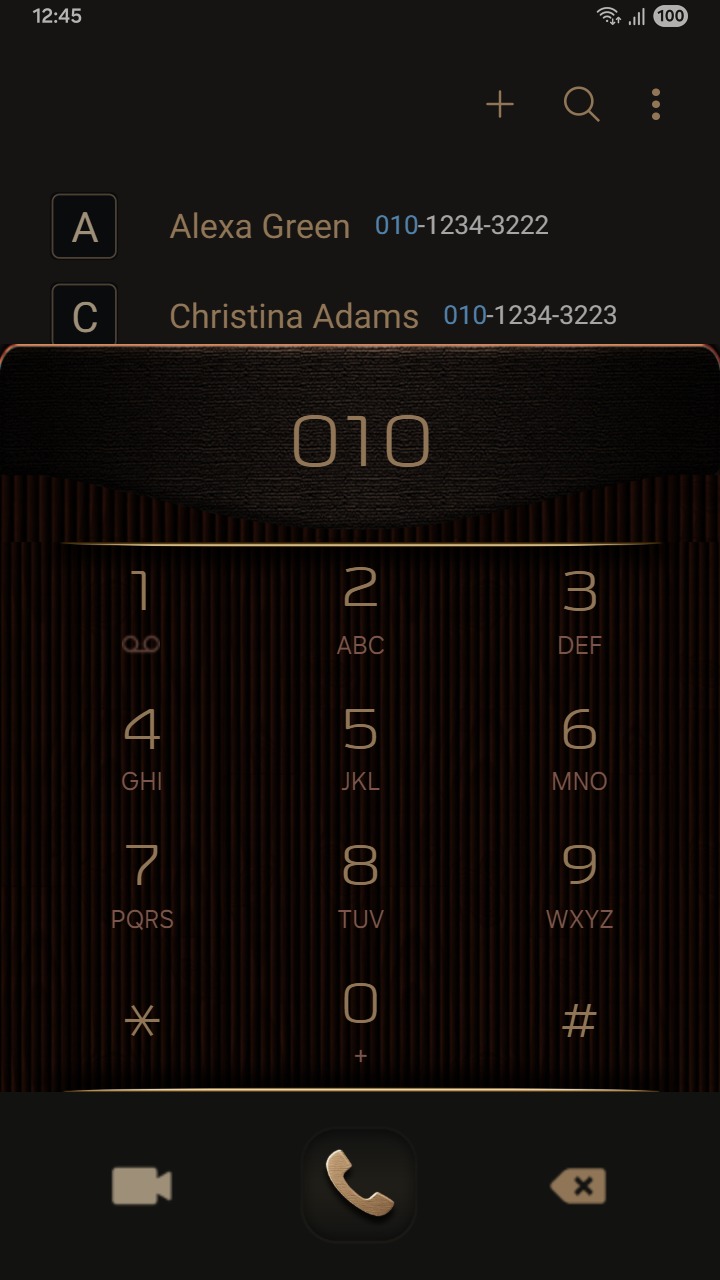 12:45 100
A Alexa Green 010-1234-3222
C Christina Adams 010-1234-3223
010
1 2 3
ABC DEF
4 5 6
GHI JKL MNO
7 8 9
PQRS TUV WXYZ
* 0 #
+